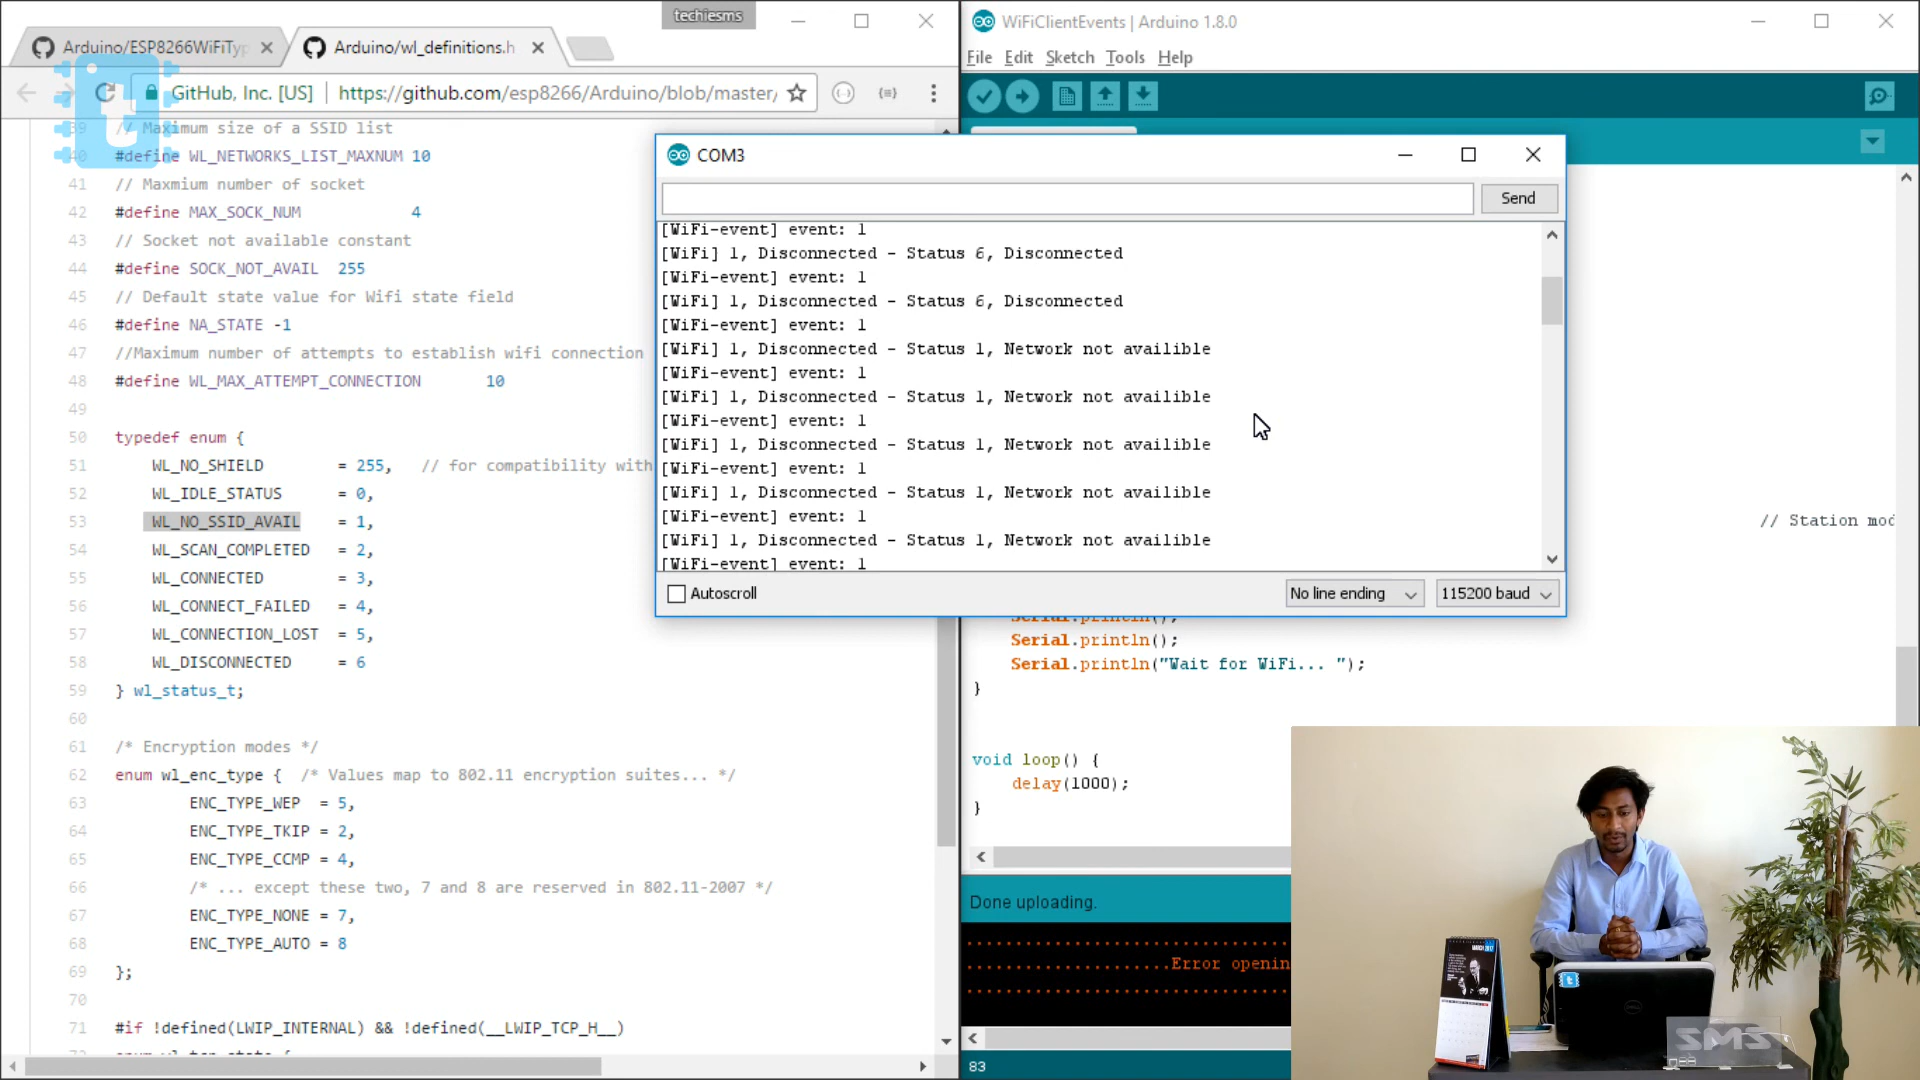 techiesms
Arduino/ESP8266WiFiTyp
Arduino/wl_definitions.h
GitHub, Inc. [US]
https://github.com/esp8266/Arduino/blob/master/
39 // Maximum size of a SSID list
40 #define WL_NETWORKS_LIST_MAXNUM 10
41 // Maxmium number of socket
42 #define MAX_SOCK_NUM 4
43 // Socket not available constant
44 #define SOCK_NOT_AVAIL 255
45 // Default state value for Wifi state field
46 #define NA_STATE -1
47 //Maximum number of attempts to establish wifi connection
48 #define WL_MAX_ATTEMPT_CONNECTION 10
49
50 typedef enum {
51 WL_NO_SHIELD = 255, // for compatibility with
52 WL_IDLE_STATUS = 0,
53 WL_NO_SSID_AVAIL = 1,
54 WL_SCAN_COMPLETED = 2,
55 WL_CONNECTED = 3,
56 WL_CONNECT_FAILED = 4,
57 WL_CONNECTION_LOST = 5,
58 WL_DISCONNECTED = 6
59 } wl_status_t;
60
61 /* Encryption modes */
62 enum wl_enc_type { /* Values map to 802.11 encryption suites... */
63 ENC_TYPE_WEP = 5,
64 ENC_TYPE_TKIP = 2,
65 ENC_TYPE_CCMP = 4,
66 /* ... except these two, 7 and 8 are reserved in 802.11-2007 */
67 ENC_TYPE_NONE = 7,
68 ENC_TYPE_AUTO = 8
69 };
70
71 #if !defined(LWIP_INTERNAL) && !defined(__LWIP_TCP_H__)
WiFiClientEvents | Arduino 1.8.0
File Edit Sketch Tools Help
COM3
Send
[WiFi-event] event: 1
[WiFi] 1, Disconnected - Status 6, Disconnected
[WiFi-event] event: 1
[WiFi] 1, Disconnected - Status 6, Disconnected
[WiFi-event] event: 1
[WiFi] 1, Disconnected - Status 1, Network not availible
[WiFi-event] event: 1
[WiFi] 1, Disconnected - Status 1, Network not availible
[WiFi-event] event: 1
[WiFi] 1, Disconnected - Status 1, Network not availible
[WiFi-event] event: 1
[WiFi] 1, Disconnected - Status 1, Network not availible
[WiFi-event] event: 1
[WiFi] 1, Disconnected - Status 1, Network not availible
[WiFi-event] event: 1
Autoscroll
No line ending
115200 baud
// Station mod
Serial.println();
Serial.println();
Serial.println("Wait for WiFi... ");
}
void loop() {
delay(1000);
}
Done uploading.
....................Error openin
83
MARCH 2017
SMS